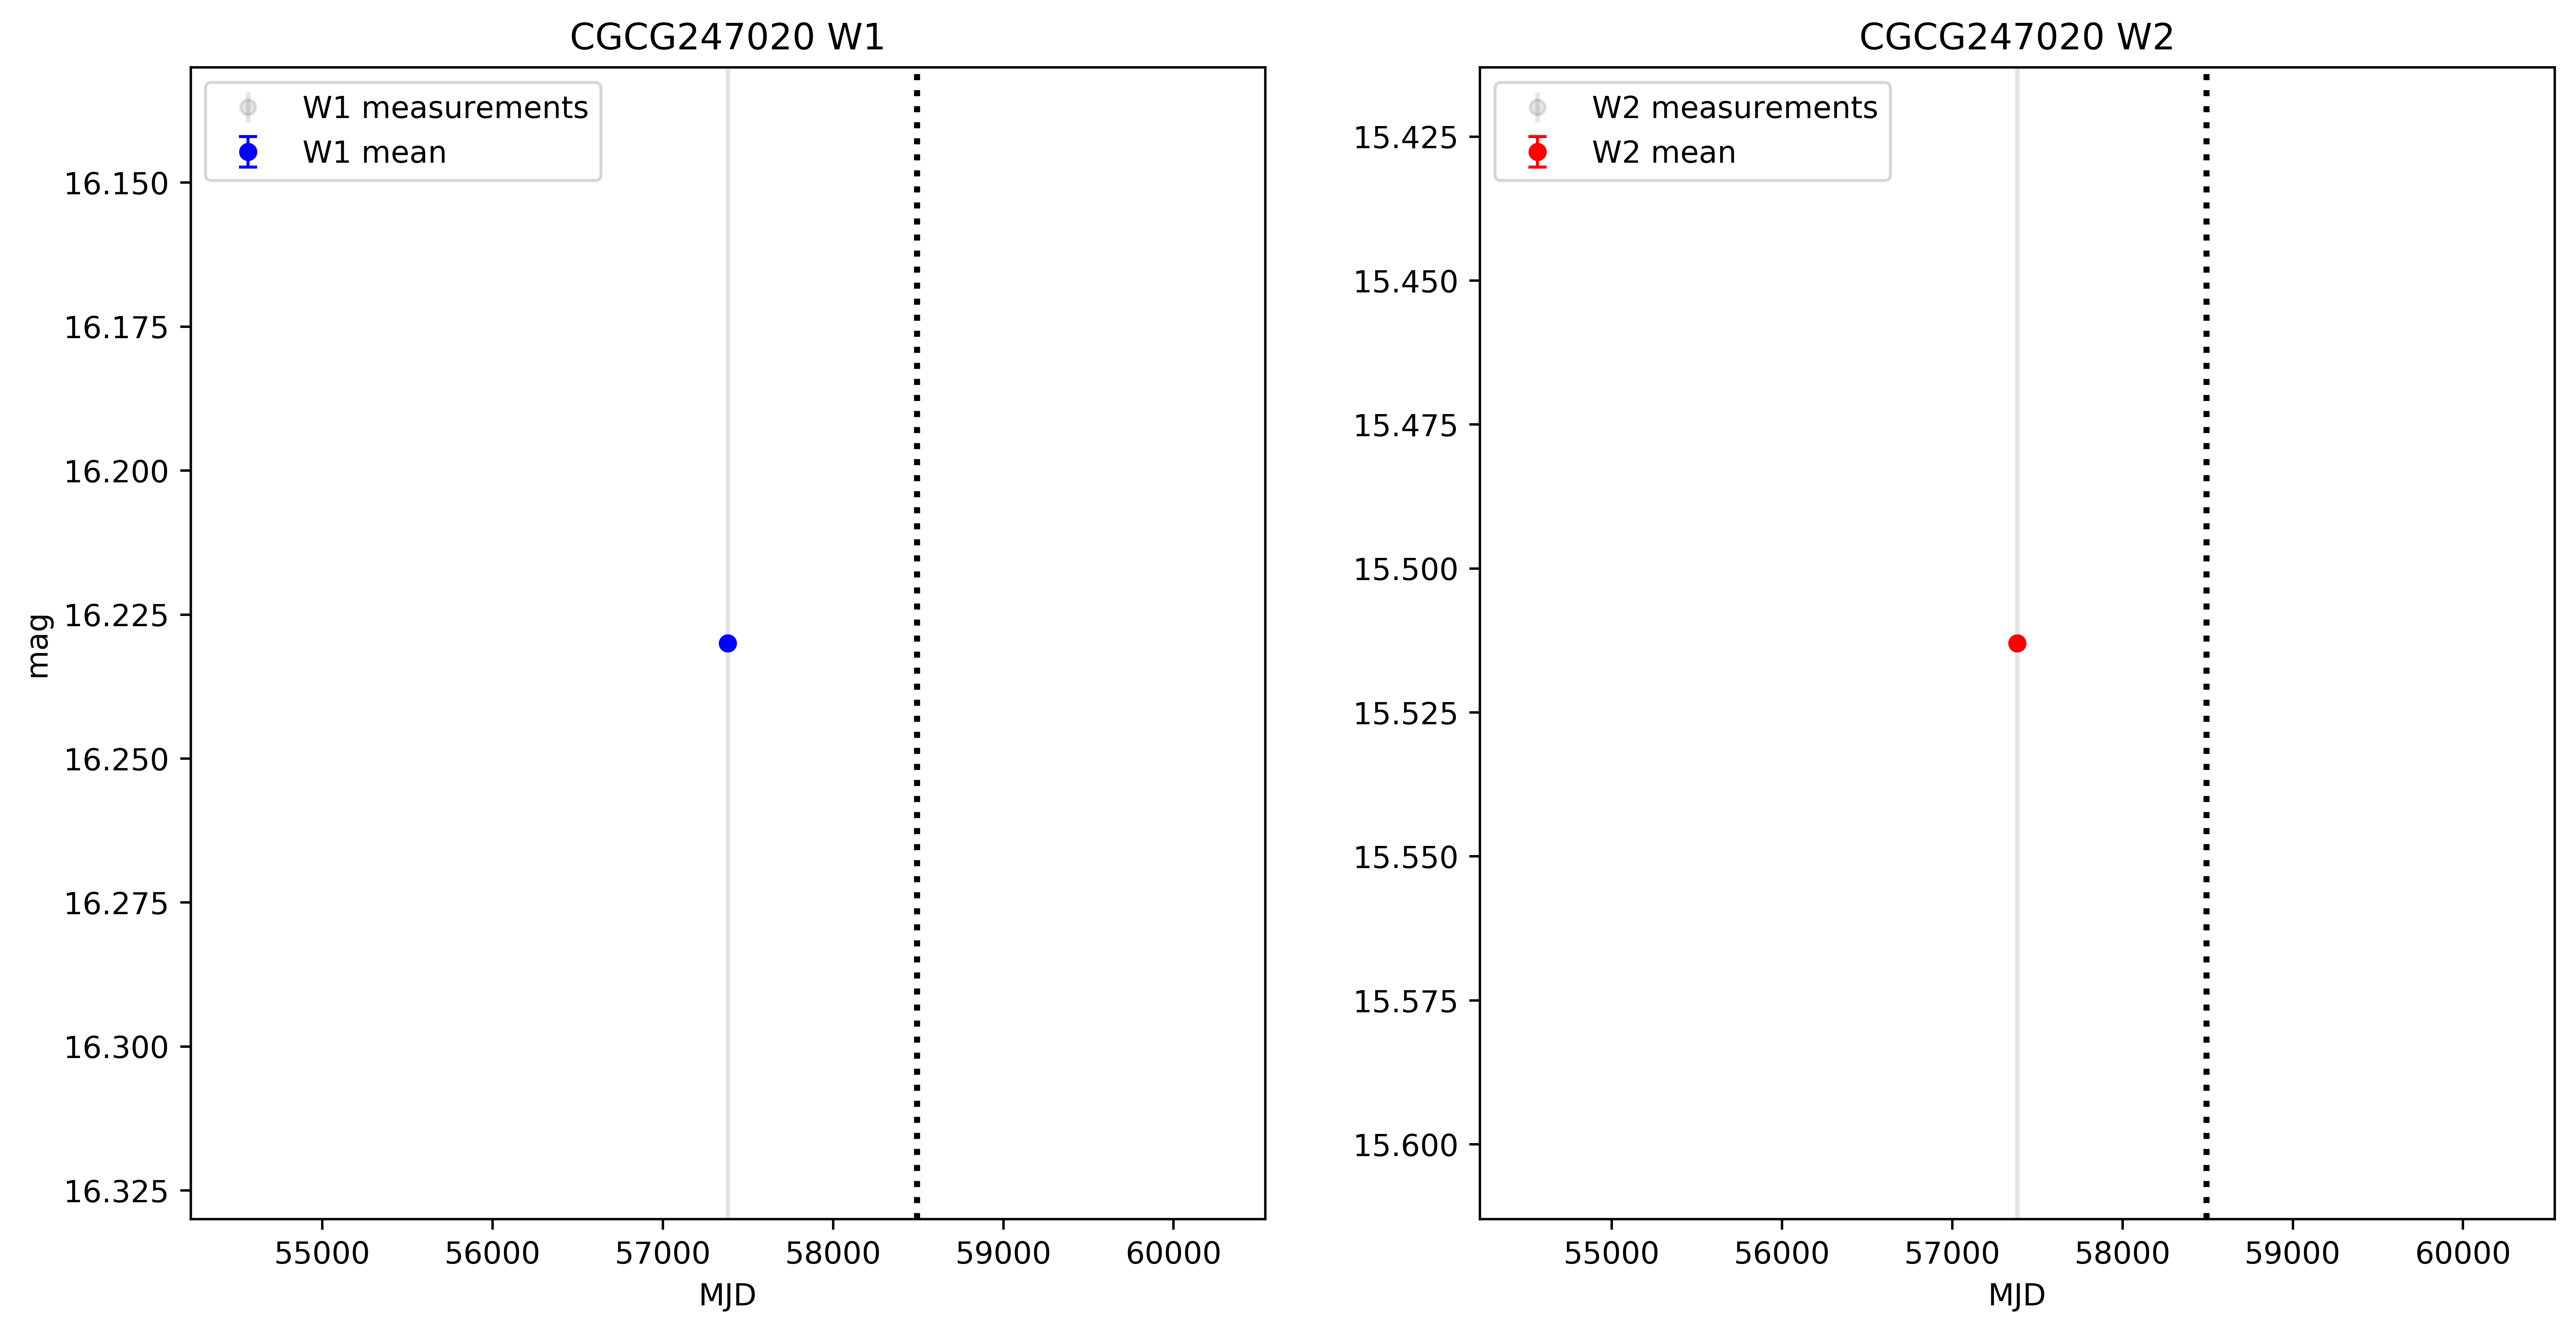 CGCG247020 W1
W1 measurements
W1 mean
mag
16.150
16.175
16.200
16.225
16.250
16.275
16.300
16.325
55000 56000 57000 58000 59000 60000
MJD
CGCG247020 W2
W2 measurements
W2 mean
15.425
15.450
15.475
15.500
15.525
15.550
15.575
15.600
55000 56000 57000 58000 59000 60000
MJD